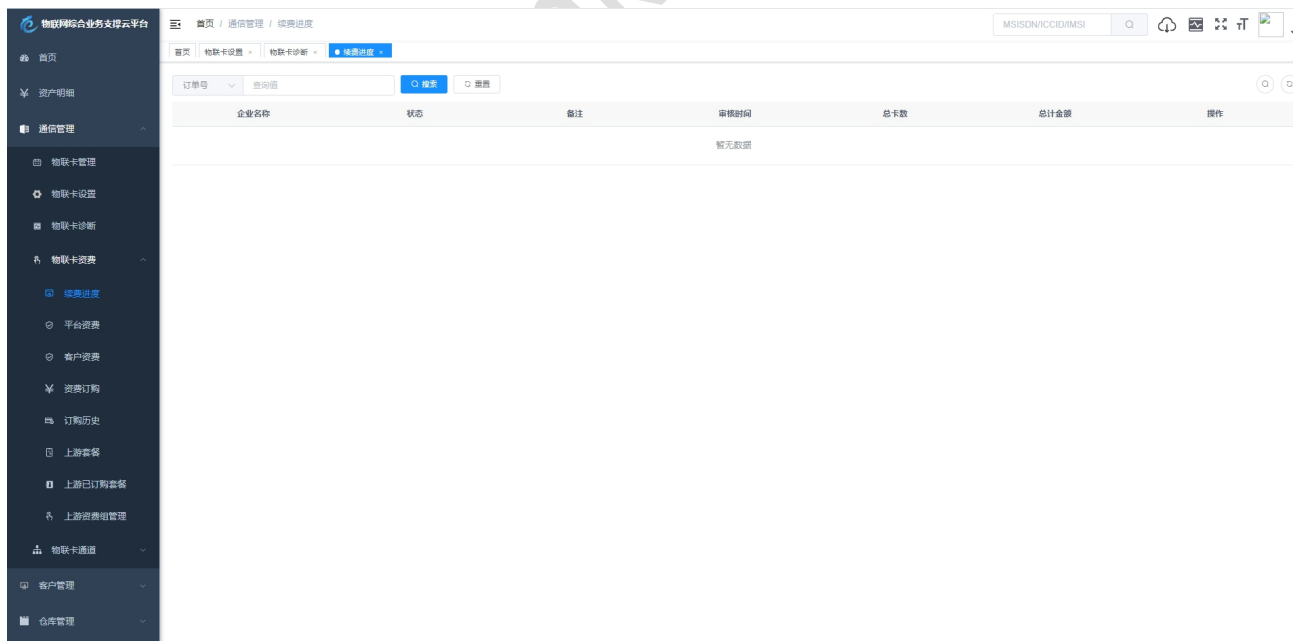 物联网综合业务支撑云平台
首页 / 通信管理 / 续费进度
MSISDN/ICCID/IMSI
首页 物联卡设置 × 物联卡诊断 × 续费进度 ×
订单号 查询值 搜索 重置
企业名称 状态 备注 审核时间 总卡数 总计金额 操作
暂无数据
首页
资产明细
通信管理
物联卡管理
物联卡设置
物联卡诊断
物联卡资费
续费进度
平台资费
客户资费
资费订购
订购历史
上游套餐
上游已订购套餐
上游资费组管理
物联卡通道
客户管理
仓库管理